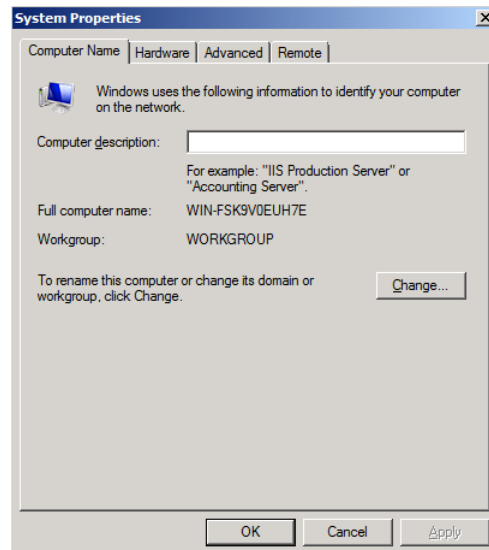 System Properties
Computer Name Hardware Advanced Remote
Windows uses the following information to identify your computer
on the network.
Computer description:
For example: "IIS Production Server" or
"Accounting Server".
Full computer name: WIN-FSK9V0EUH7E
Workgroup: WORKGROUP
To rename this computer or change its domain or
workgroup, click Change.
Change...
OK Cancel Apply